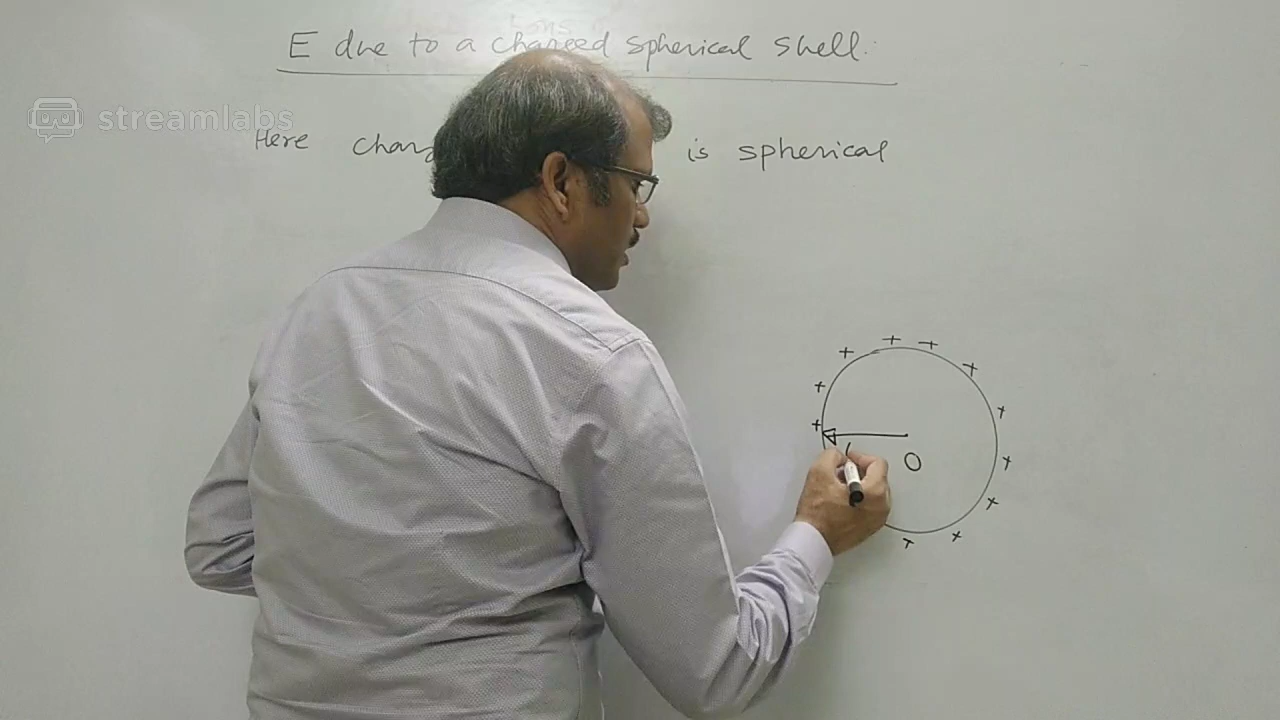 E due to a charged spherical shell.
streamlabs
Here is spherical
+ + + + + + + + + + + + +
O